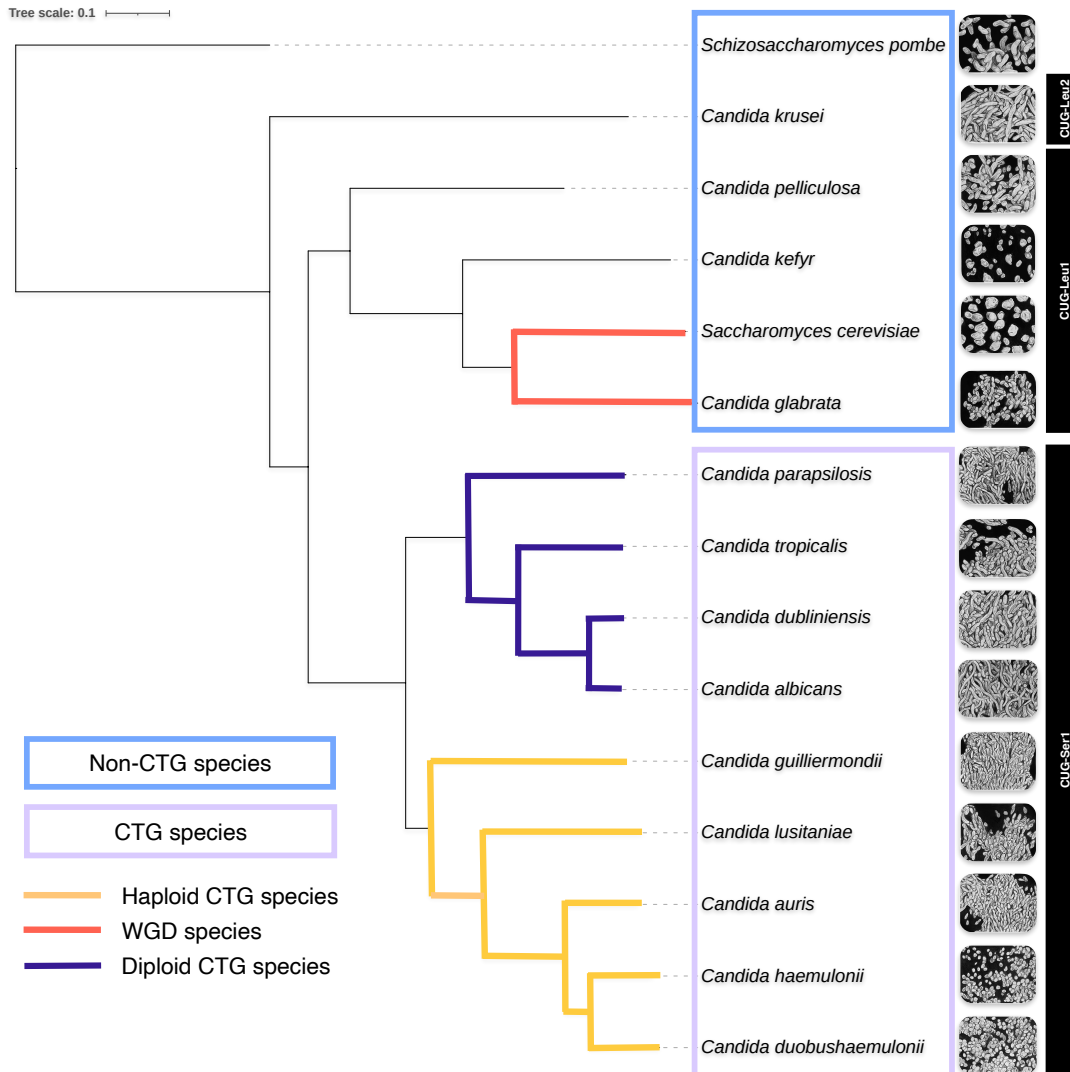 Tree scale: 0.1
Schizosaccharomyces pombe
Candida krusei
Candida pelliculosa
Candida kefyr
Saccharomyces cerevisiae
Candida glabrata
Candida parapsilosis
Candida tropicalis
Candida dubliniensis
Candida albicans
Candida guilliermondii
Candida lusitaniae
Candida auris
Candida haemulonii
Candida duobushaemulonii
CUG-Leu2
CUG-Leu1
CUG-Ser1
Non-CTG species
CTG species
Haploid CTG species
WGD species
Diploid CTG species